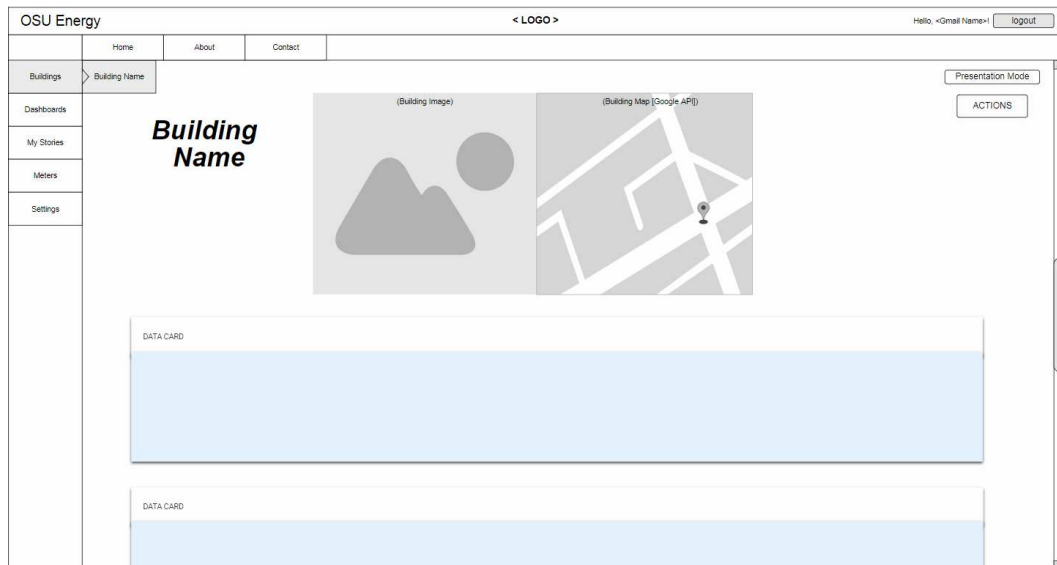 OSU Energy
< LOGO >
Hello, <Gmail Name>!
logout
Home
About
Contact
Buildings
Building Name
Presentation Mode
Dashboards
(Building Image)
(Building Map [Google API])
ACTIONS
Building
Name
My Stories
Meters
Settings
DATA CARD
DATA CARD